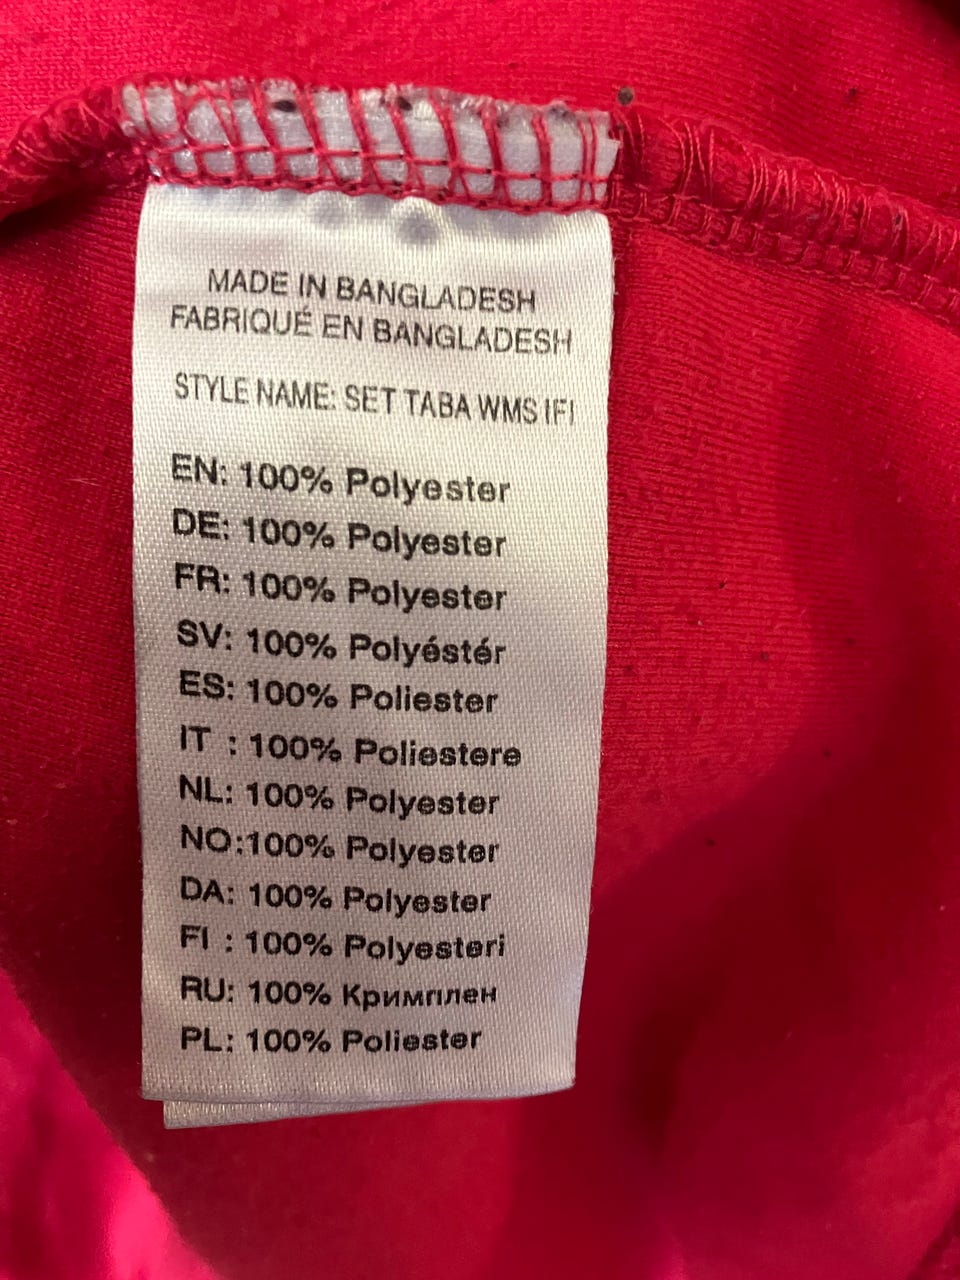 MADE IN BANGLADESH
FABRIQUÉ EN BANGLADESH
STYLE NAME: SET TABA WMS IFI
EN: 100% Polyester
DE: 100% Polyester
FR: 100% Polyester
SV: 100% Polyéstér
ES: 100% Poliester
IT : 100% Poliestere
NL: 100% Polyester
NO:100% Polyester
DA: 100% Polyester
FI : 100% Polyesteri
RU: 100% Кримплен
PL: 100% Poliester